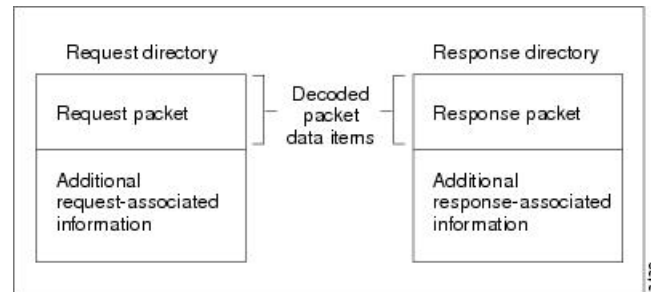 Request directory
Response directory
Request packet
Decoded
packet
data items
Response packet
Additional
request-associated
information
Additional
response-associated
information